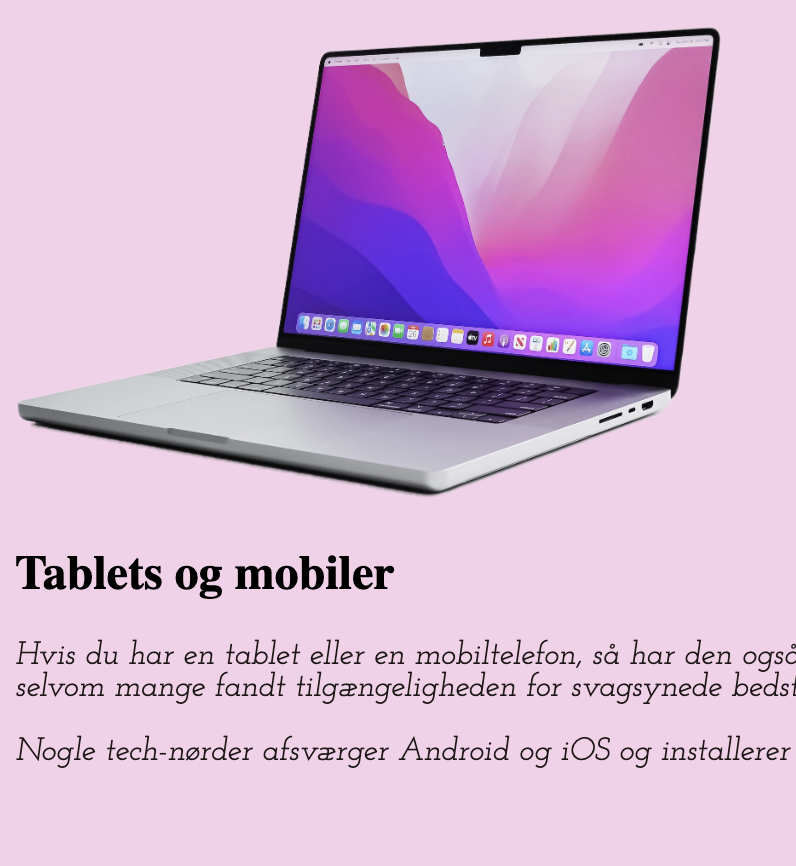 Tablets og mobiler
Hvis du har en tablet eller en mobiltelefon, så har den også
selvom mange fandt tilgængeligheden for svagsynede
Nogle tech-nørder afsværger Android og iOS og installerer